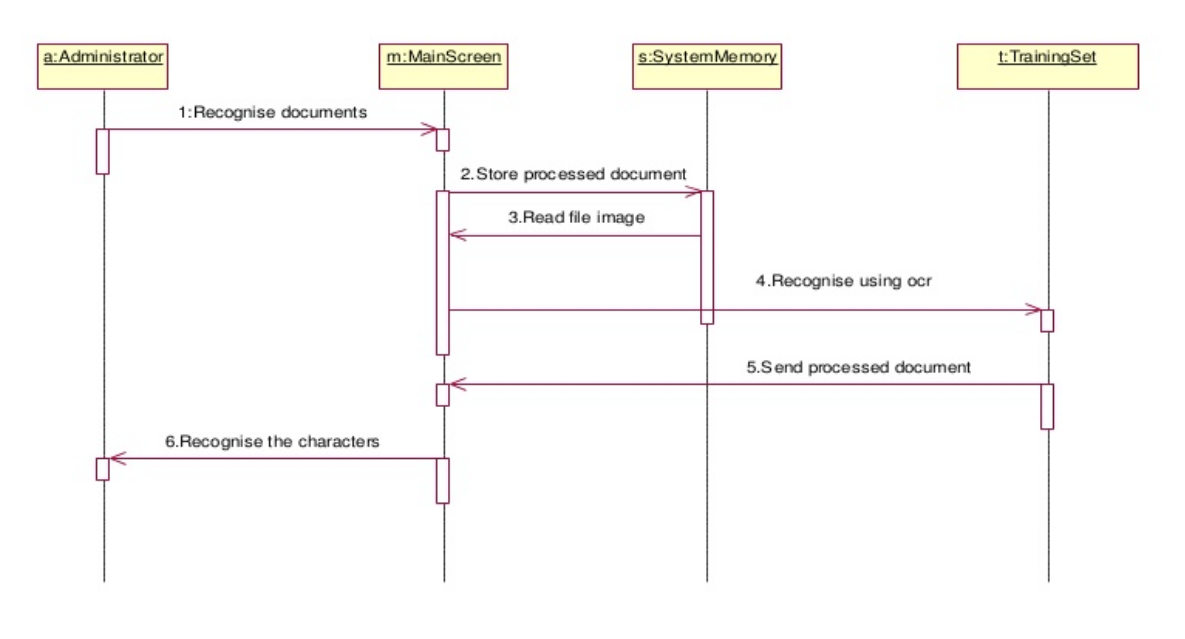 a:Administrator
m:MainScreen
s:SystemMemory
t:TrainingSet
1:Recognise documents
2.Store processed document
3.Read file image
4.Recognise using ocr
5.Send processed document
6.Recognise the characters